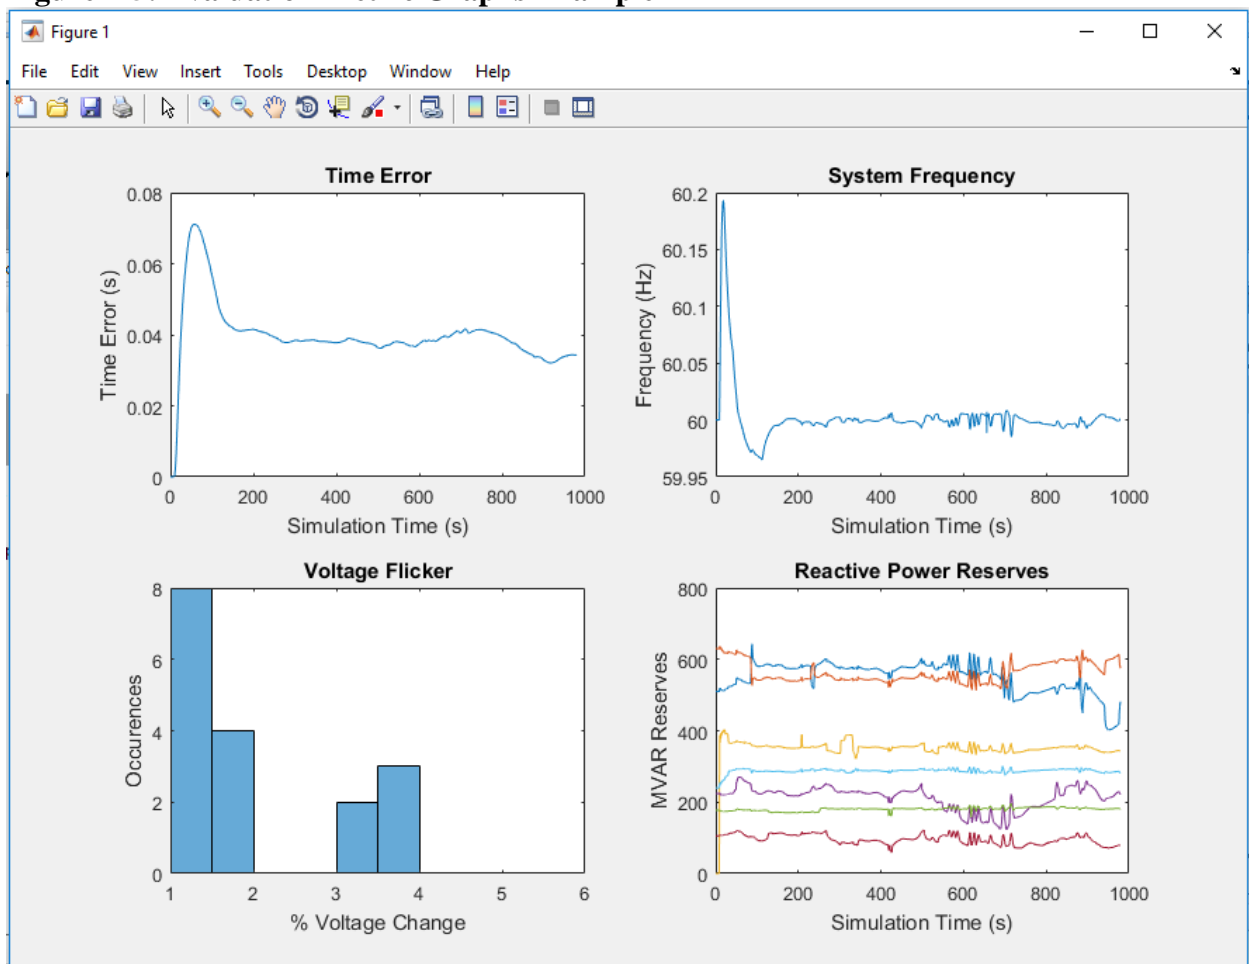 Figure 1
File Edit View Insert Tools Desktop Window Help
Time Error
0.08
0.06
0.04
0.02
0
Time Error (s)
0 200 400 600 800 1000
Simulation Time (s)
System Frequency
60.2
60.15
60.1
60.05
60
59.95
Frequency (Hz)
0 200 400 600 800 1000
Simulation Time (s)
Voltage Flicker
8
6
4
2
0
Occurences
1 2 3 4 5 6
% Voltage Change
Reactive Power Reserves
800
600
400
200
0
MVAR Reserves
0 200 400 600 800 1000
Simulation Time (s)